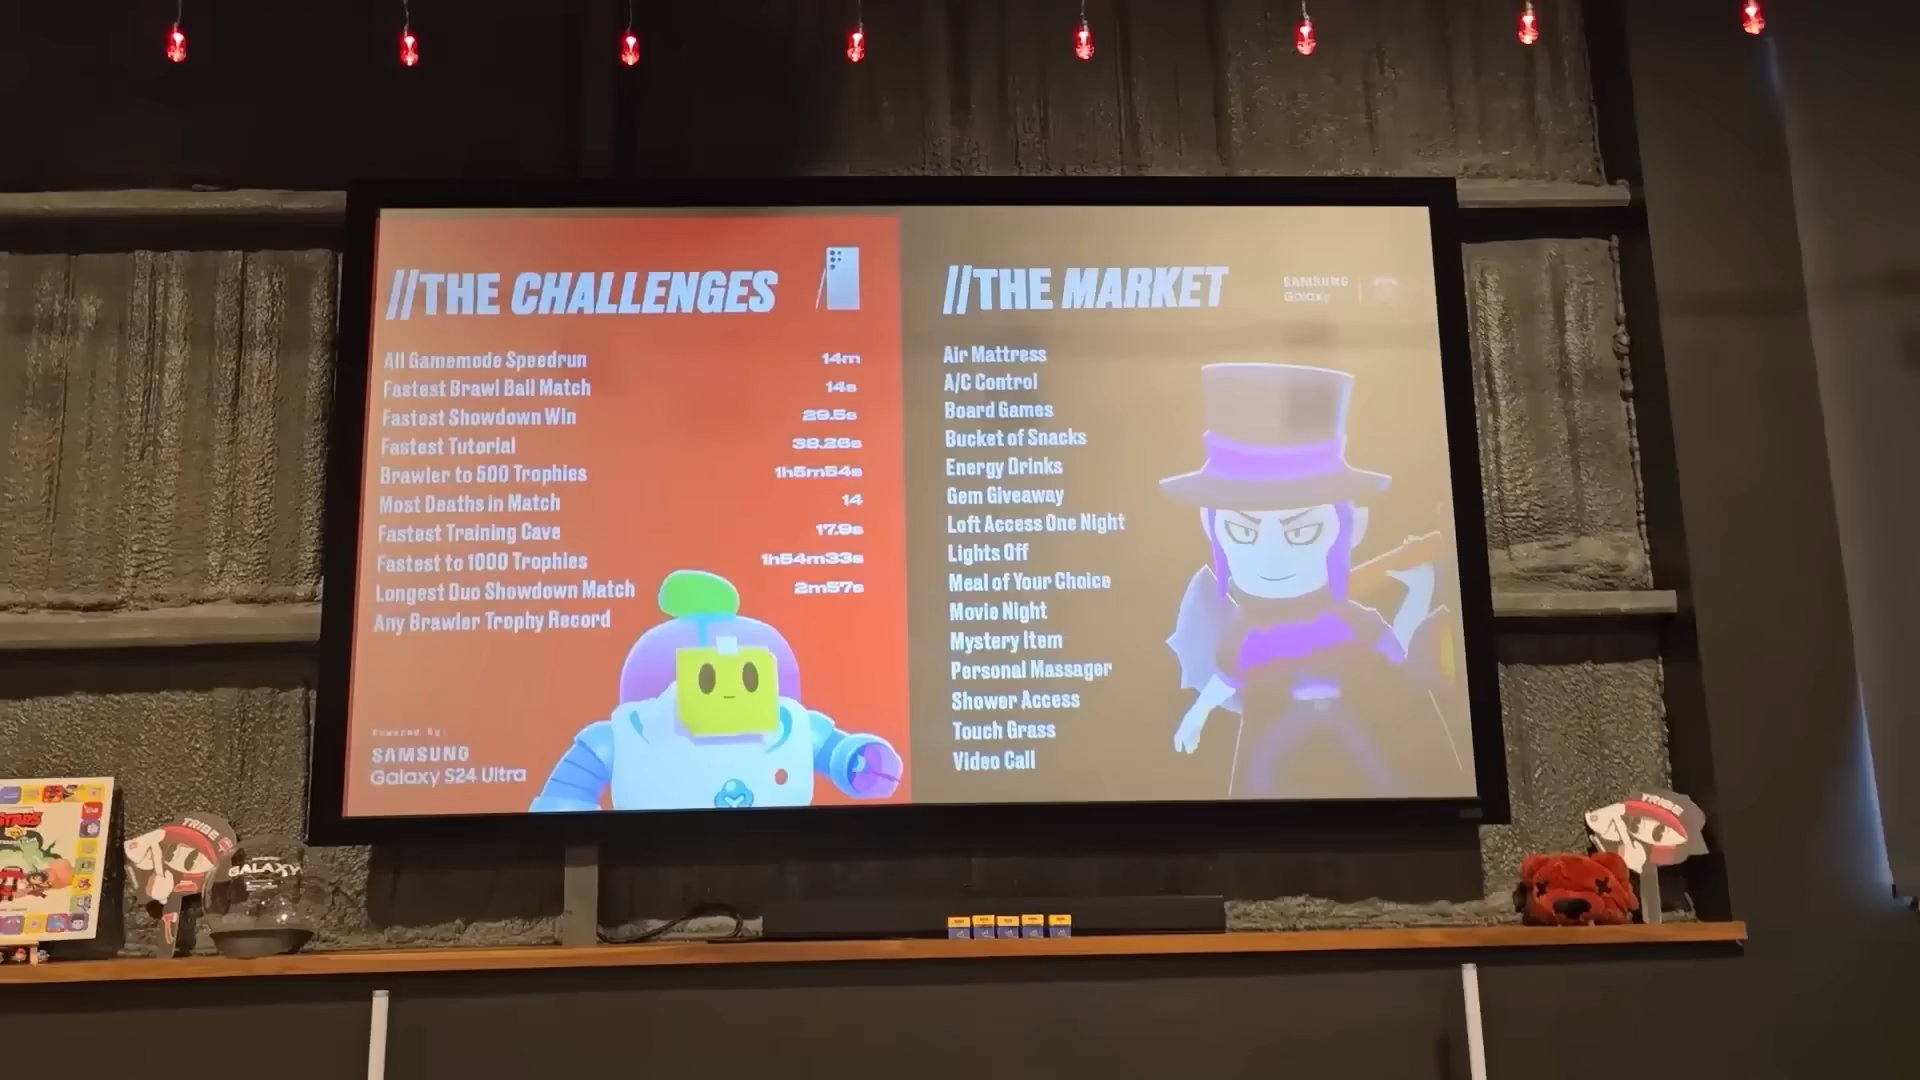 //THE CHALLENGES
All Gamemode Speedrun 14m
Fastest Brawl Ball Match 14s
Fastest Showdown Win 29.5s
Fastest Tutorial 38.26s
Brawler to 500 Trophies 1h5m54s
Most Deaths in Match 14
Fastest Training Cave 17.9s
Fastest to 1000 Trophies 1h54m33s
Longest Duo Showdown Match 2m57s
Any Brawler Trophy Record
Powered by:
SAMSUNG
Galaxy S24 Ultra
//THE MARKET
SAMSUNG
Galaxy
Air Mattress
A/C Control
Board Games
Bucket of Snacks
Energy Drinks
Gem Giveaway
Loft Access One Night
Lights Off
Meal of Your Choice
Movie Night
Mystery Item
Personal Massager
Shower Access
Touch Grass
Video Call
TRIBE
GALAXY
TRIBE